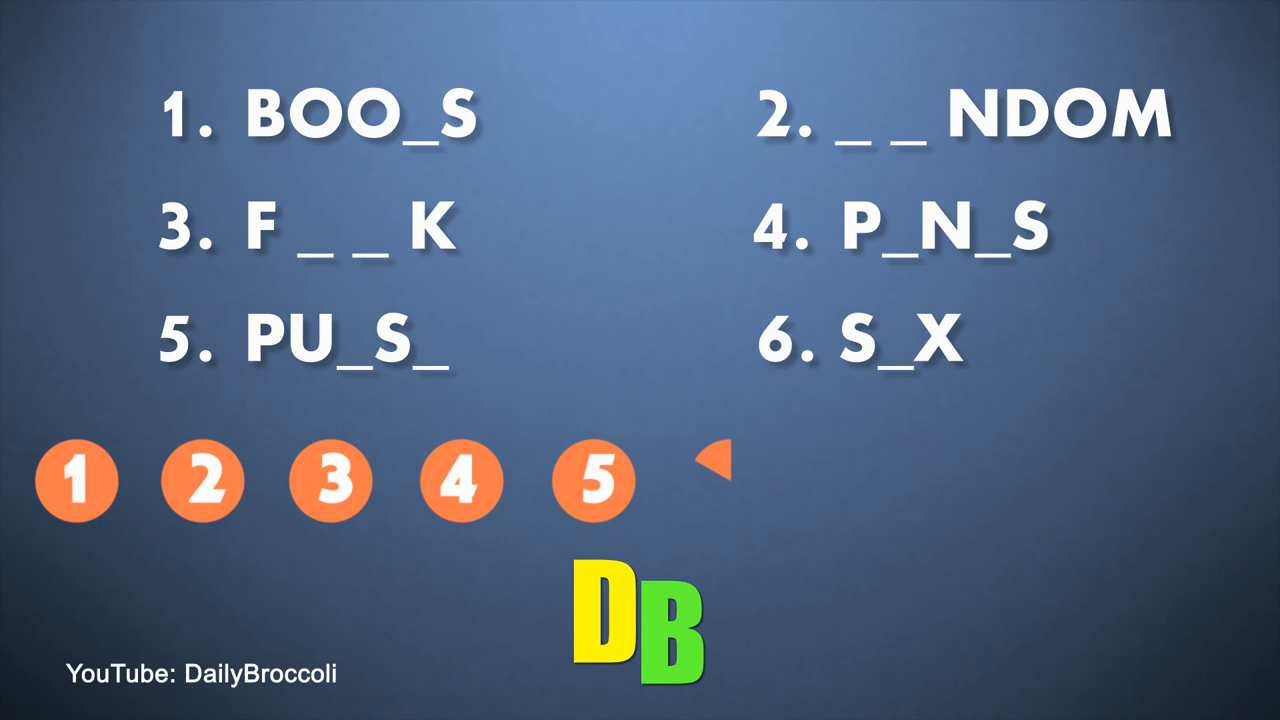 1. BOO_S 2. _ _ NDOM
3. F _ _ K 4. P_N_S
5. PU_S_ 6. S_X
1 2 3 4 5
DB
YouTube: DailyBroccoli